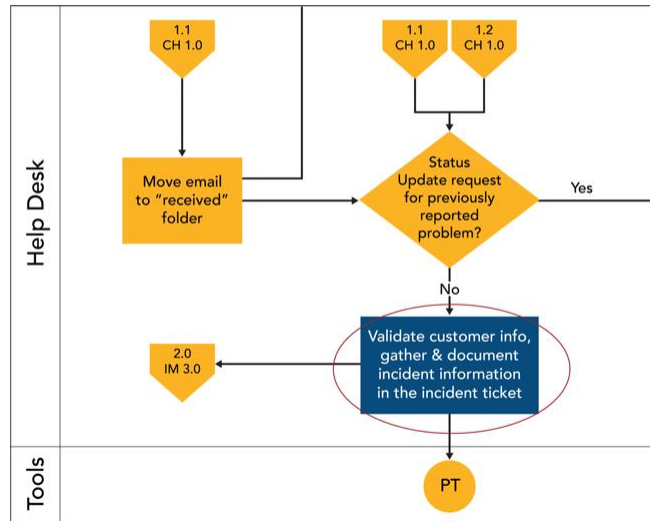 1.1
CH 1.0
1.1
CH 1.0
1.2
CH 1.0
Help Desk
Move email
to “received”
folder
Status
Update request
for previously
reported
problem?
Yes
No
2.0
IM 3.0
Validate customer info,
gather & document
incident information
in the incident ticket
Tools
PT